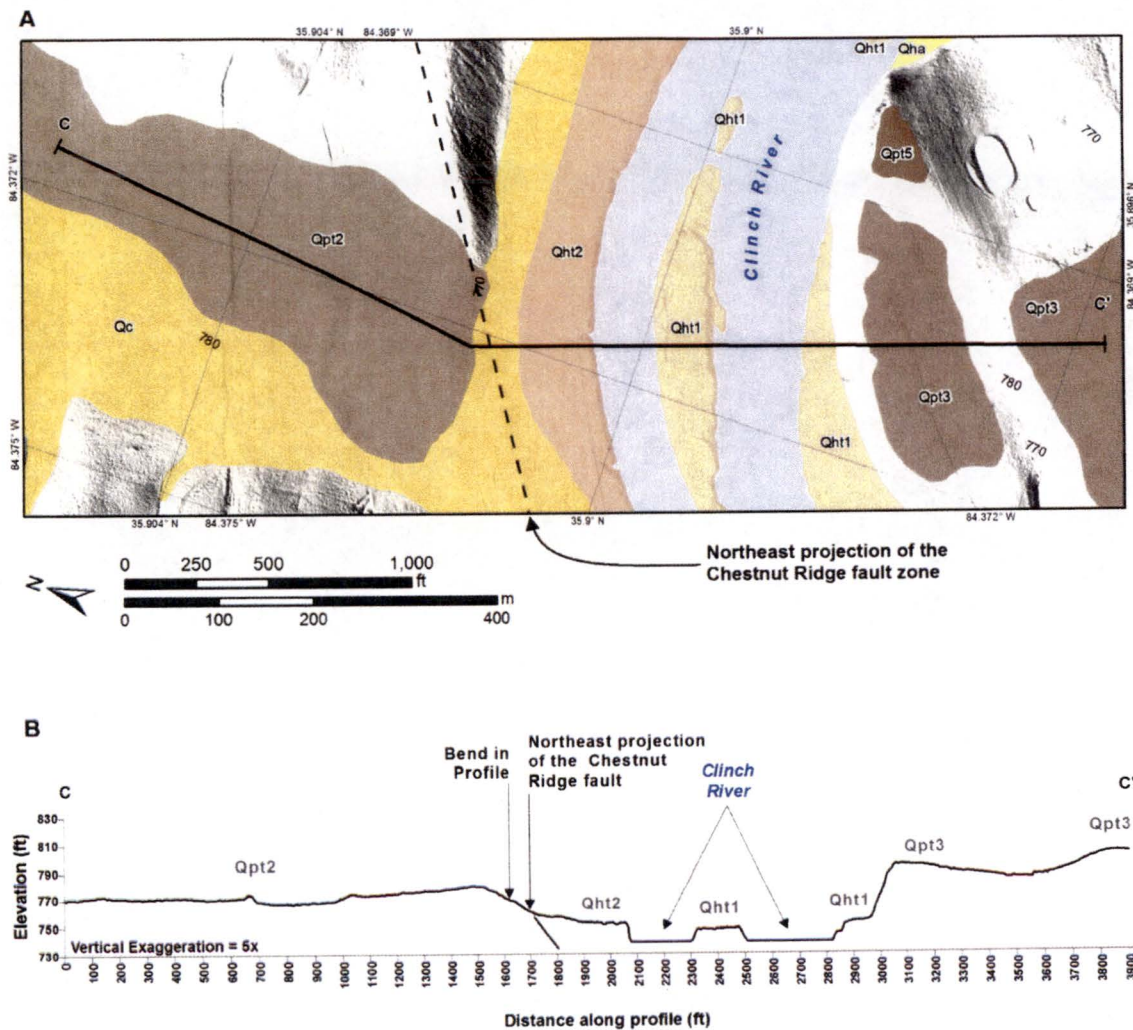 A
35.904° N 84.369° W
35.9° N
Qht1
Qha
C
Qht1
770
Qpt5
84.372° W
35.896° N
Clinch River
Qpt2
Qht2
770
84.369° W
C'
Qpt3
Qht1
Qc
780
780
Qpt3
Qht1
770
84.375° W
35.904° N 84.375° W
35.9° N
84.372° W
Northeast projection of the
Chestnut Ridge fault zone
N
0 250 500 1,000
ft
m
0 100 200 400
B
Bend in
Profile
Northeast projection
of the Chestnut
Ridge fault
Clinch
River
C
C'
Elevation (ft)
830
810
790
770
750
730
Qpt2
Qht2
Qht1
Qht1
Qpt3
Qpt3
Vertical Exaggeration = 5x
0 100 200 300 400 500 600 700 800 900 1000 1100 1200 1300 1400 1500 1600 1700 1800 1900 2000 2100 2200 2300 2400 2500 2600 2700 2800 2900 3000 3100 3200 3300 3400 3500 3600 3700 3800 3900
Distance along profile (ft)